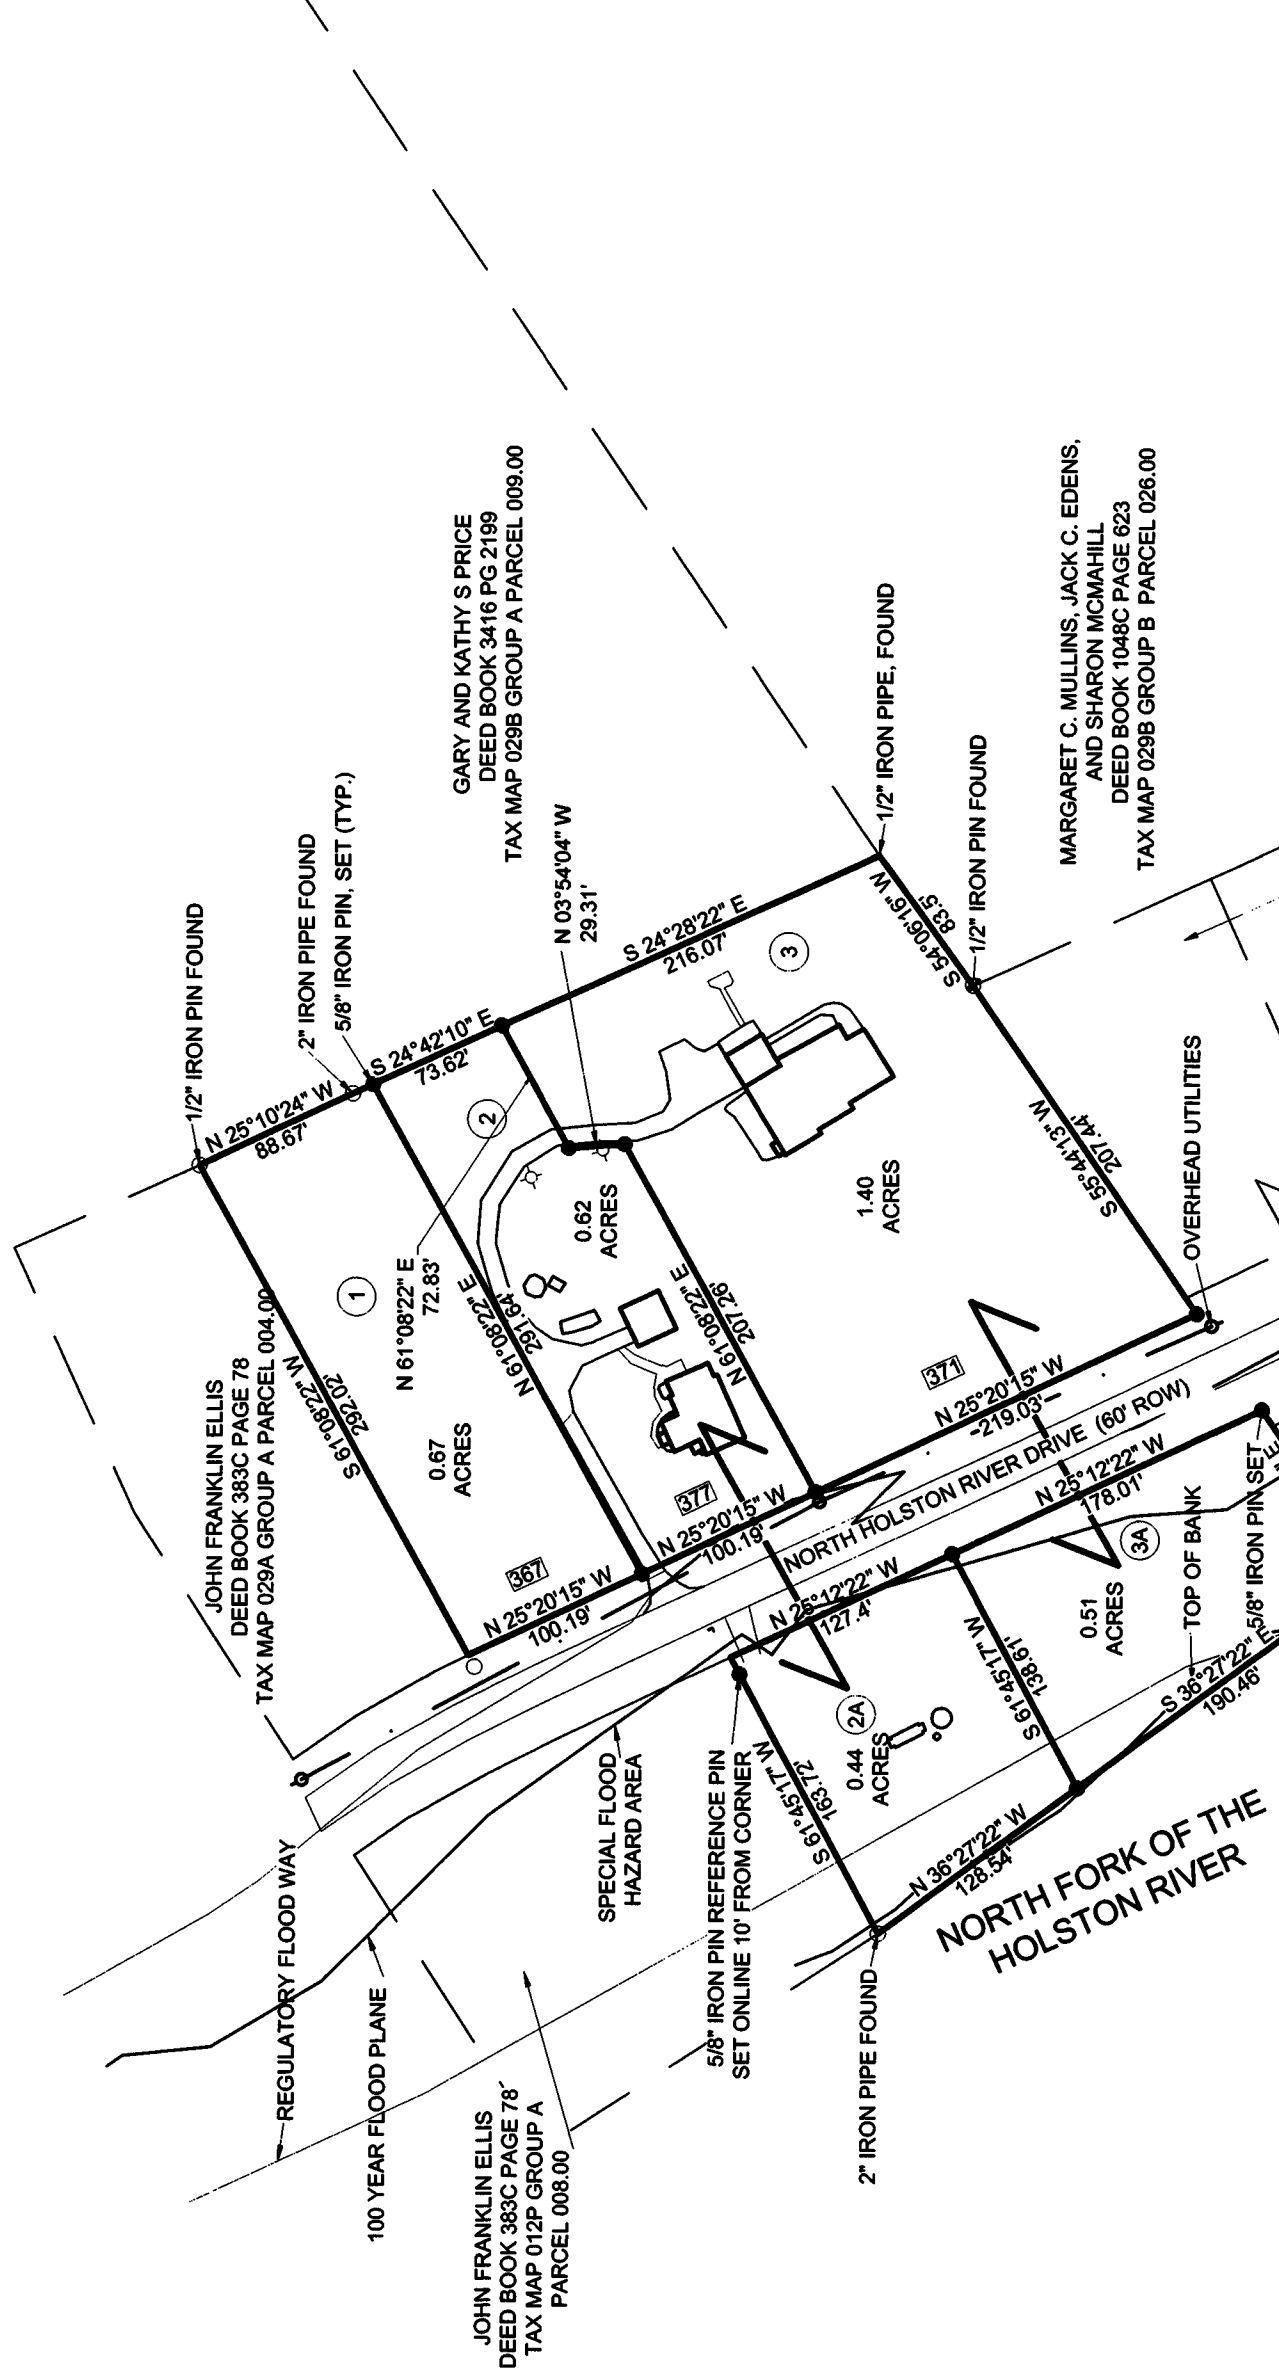 JOHN FRANKLIN ELLIS
DEED BOOK 383C PAGE 78
TAX MAP 029A GROUP A PARCEL 004.00
1/2" IRON PIN FOUND
2" IRON PIPE FOUND
5/8" IRON PIN, SET (TYP.)
GARY AND KATHY S PRICE
DEED BOOK 3416 PG 2199
TAX MAP 029B GROUP A PARCEL 009.00
N 03°54'04" W
29.31'
1/2" IRON PIPE, FOUND
1/2" IRON PIN FOUND
MARGARET C. MULLINS, JACK C. EDENS,
AND SHARON MCMAHILL
DEED BOOK 1048C PAGE 623
TAX MAP 029B GROUP B PARCEL 026.00
N 25°10'24" W
88.67'
S 24°42'10" E
73.62'
S 24°28'22" E
216.07'
S 54°06'16" W
83.5'
S 55°44'13" W
207.44'
OVERHEAD UTILITIES
S 61°08'22" W
292.02'
1
0.67
ACRES
367
N 61°08'22" E
72.83'
N 61°08'22" E
291.64'
2
0.62
ACRES
377
N 61°08'22" E
207.26'
3
1.40
ACRES
371
N 25°20'15" W
100.19'
N 25°20'15" W
100.19'
N 25°20'15" W
219.03'
NORTH HOLSTON RIVER DRIVE (60' ROW)
N 25°12'22" W
127.4'
N 25°12'22" W
178.01'
S 61°45'17" W
163.72'
2A
0.44
ACRES
S 61°45'17" W
138.61'
3A
0.51
ACRES
TOP OF BANK
5/8" IRON PIN SET
E
N 36°27'22" W
128.54'
S 36°27'22" E
190.46'
NORTH FORK OF THE
HOLSTON RIVER
REGULATORY FLOOD WAY
100 YEAR FLOOD PLANE
SPECIAL FLOOD
HAZARD AREA
5/8" IRON PIN REFERENCE PIN
SET ONLINE 10' FROM CORNER
2" IRON PIPE FOUND
JOHN FRANKLIN ELLIS
DEED BOOK 383C PAGE 78
TAX MAP 012P GROUP A
PARCEL 008.00